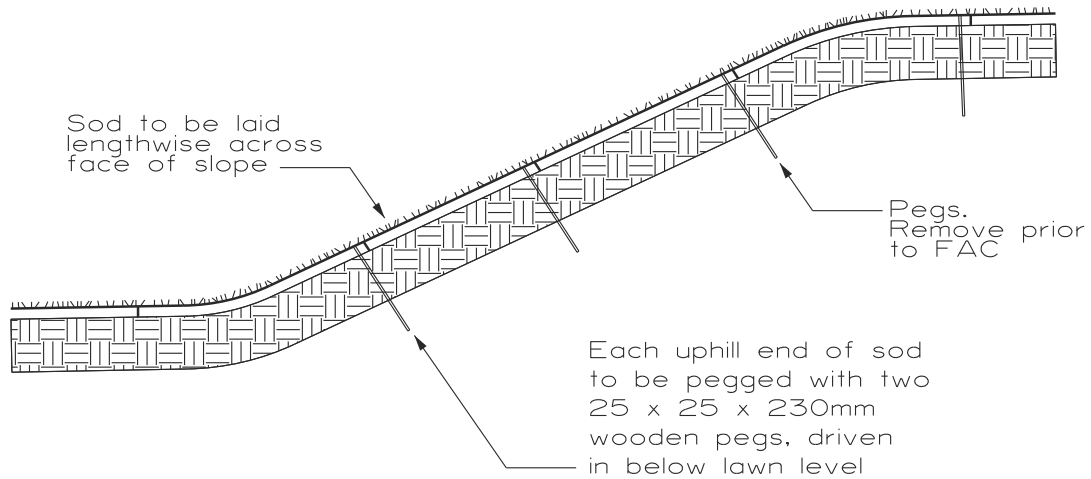 Sod to be laid
lengthwise across
face of slope
Pegs.
Remove prior
to FAC
Each uphill end of sod
to be pegged with two
25 x 25 x 230mm
wooden pegs, driven
in below lawn level